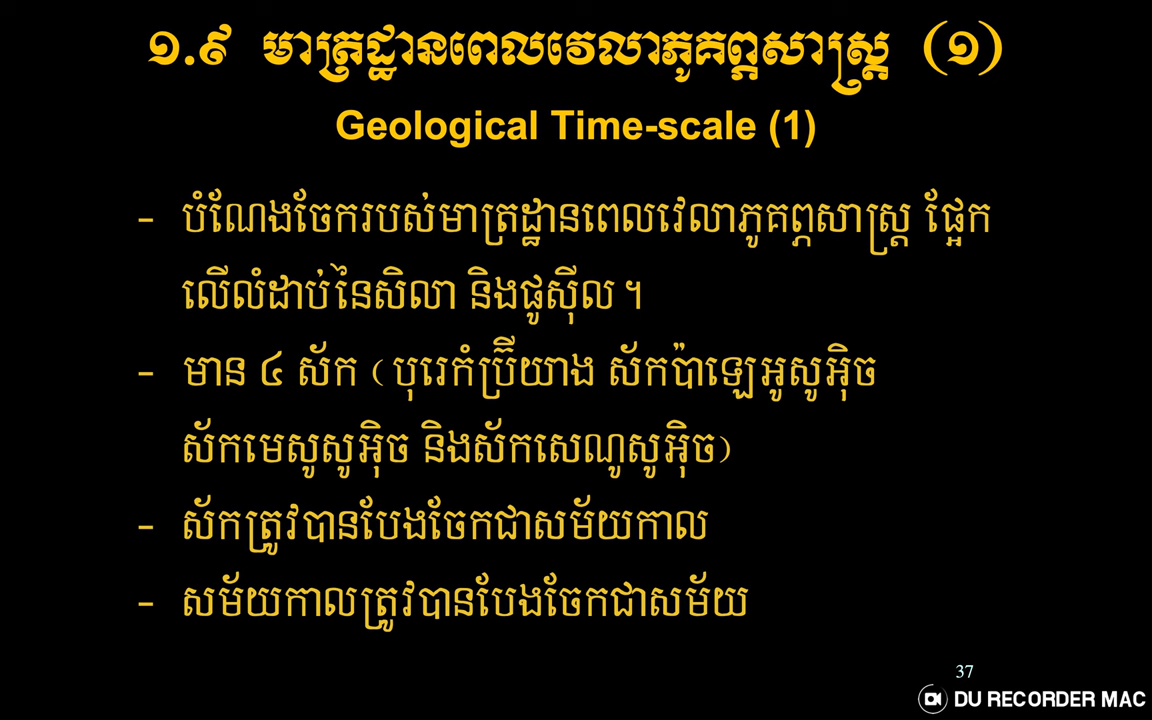 ១.៩ មាត្រដ្ឋានពេលវេលាភូគព្ភសាស្ត្រ (១)
Geological Time-scale (1)
- បំណែងចែករបស់មាត្រដ្ឋានពេលវេលាភូគព្ភសាស្ត្រ ផ្អែក
លើលំដាប់នៃសិលា និងផូស៊ីល ។
- មាន ៤ ស័ក ( បុរេកំប្រ៊ីយាង ស័កប៉ាឡេអូសូអ៊ិច
ស័កមេសូសូអ៊ិច និងស័កសេណូសូអ៊ិច)
- ស័កត្រូវបានបែងចែកជាសម័យកាល
- សម័យកាលត្រូវបានបែងចែកជាសម័យ
37
DU RECORDER MAC